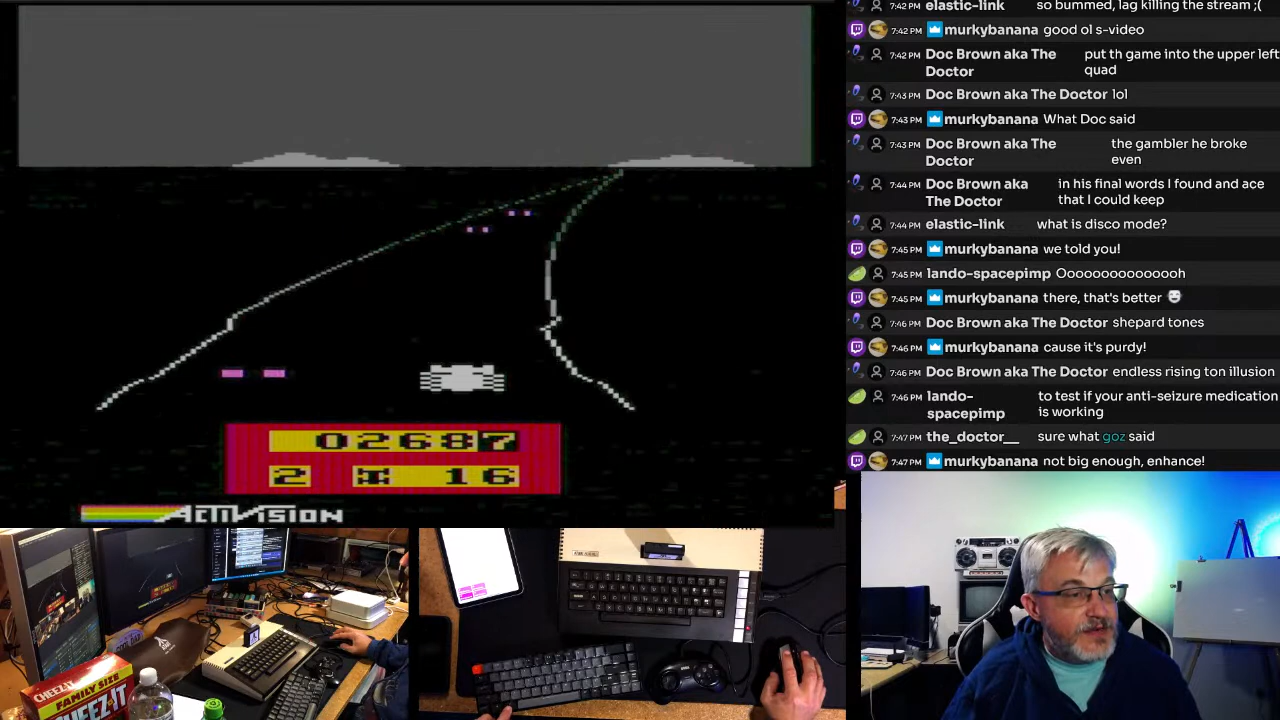 02687
2 16
ACTIVISION
7:42 PM elastic-link so bummed, lag killing the stream ;(
7:42 PM murkybanana good ol s-video
7:42 PM Doc Brown aka The Doctor put th game into the upper left quad
7:43 PM Doc Brown aka The Doctor lol
7:43 PM murkybanana What Doc said
7:43 PM Doc Brown aka The Doctor the gambler he broke even
7:44 PM Doc Brown aka The Doctor in his final words I found and ace that I could keep
7:44 PM elastic-link what is disco mode?
7:45 PM murkybanana we told you!
7:45 PM lando-spacepimp Oooooooooooooh
7:45 PM murkybanana there, that's better
7:46 PM Doc Brown aka The Doctor shepard tones
7:46 PM murkybanana cause it's purdy!
7:46 PM Doc Brown aka The Doctor endless rising ton illusion
7:46 PM lando-spacepimp to test if your anti-seizure medication is working
7:47 PM the_doctor__ sure what goz said
7:47 PM murkybanana not big enough, enhance!
CHEEZ-IT
FAMILY SIZE
CHEEZ-IT